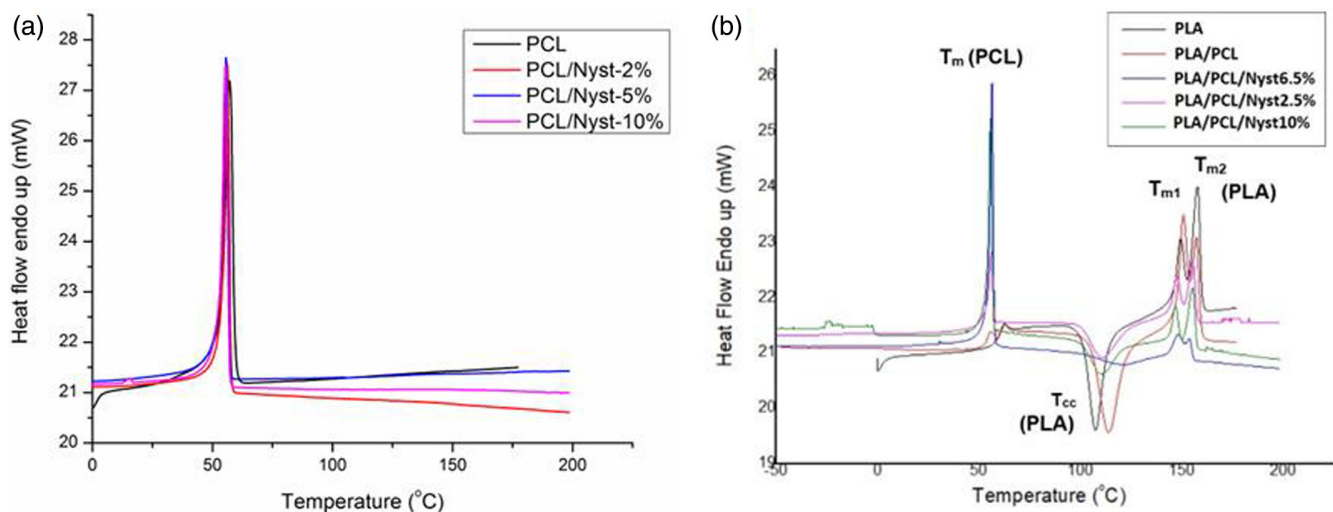 (a)
28
27
26
25
24
23
22
21
20
0
50
100
150
200
Heat flow endo up (mW)
Temperature (°C)
PCL
PCL/Nyst-2%
PCL/Nyst-5%
PCL/Nyst-10%
(b)
26
25
24
23
22
21
20
19
-50
0
50
100
150
200
Heat Flow Endo up (mW)
Temperature (°C)
PLA
PLA/PCL
PLA/PCL/Nyst6.5%
PLA/PCL/Nyst2.5%
PLA/PCL/Nyst10%
Tm (PCL)
Tm1
Tm2
(PLA)
Tcc
(PLA)